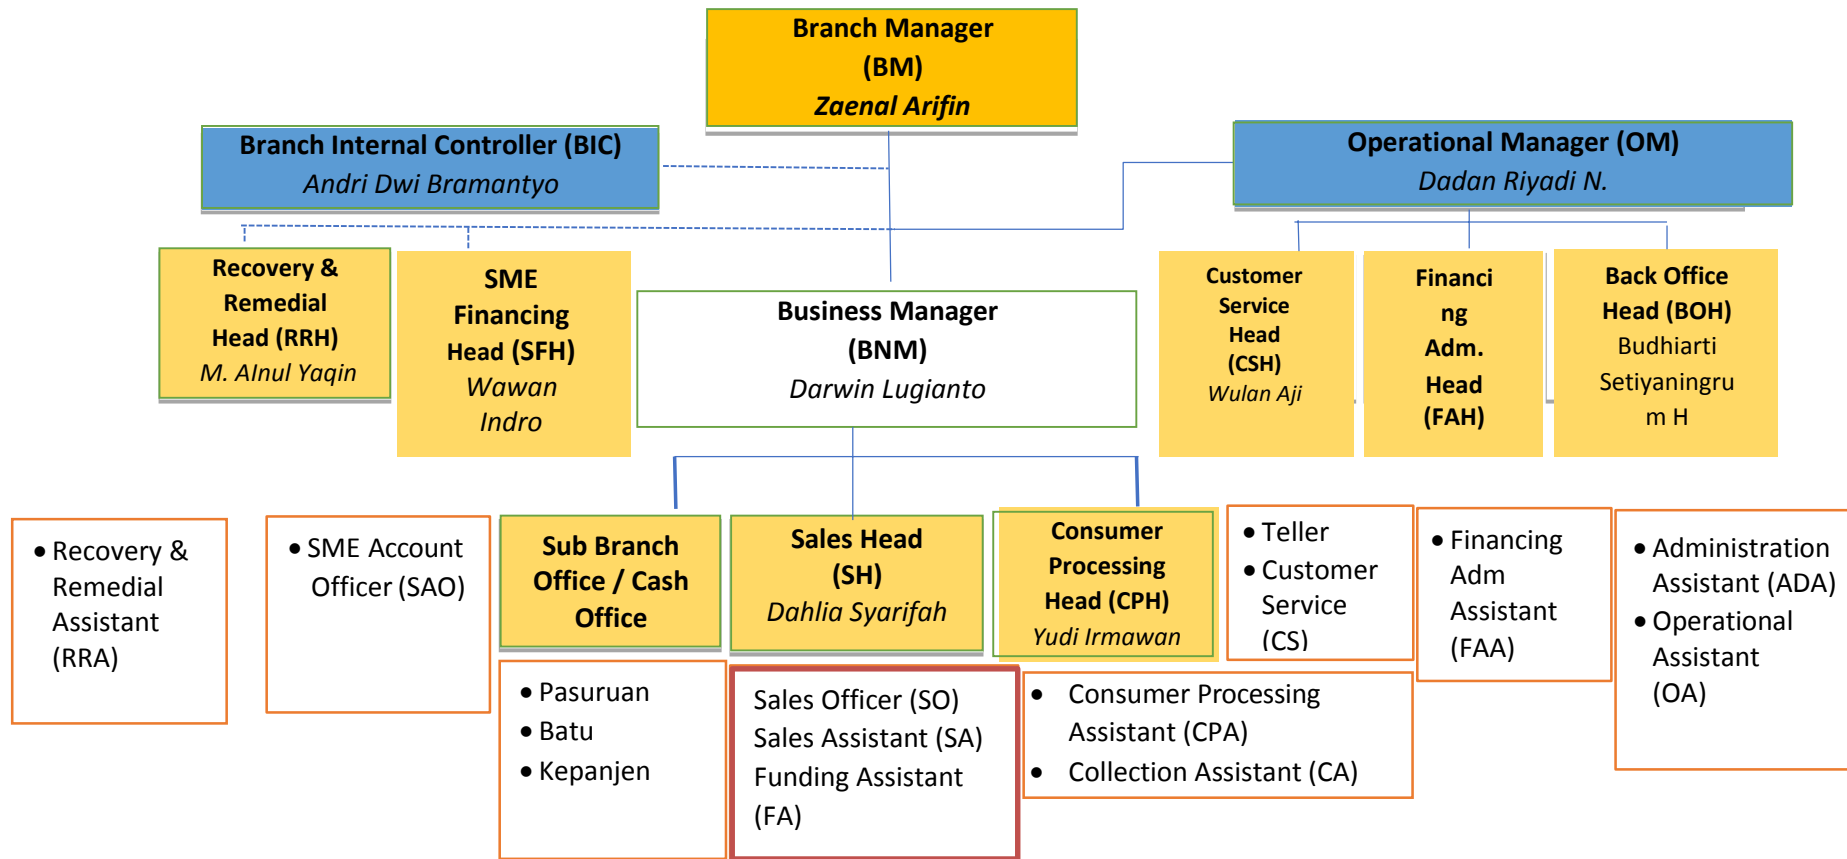 Branch Manager
(BM)
Zaenal Arifin
Branch Internal Controller (BIC)
Andri Dwi Bramantyo
Operational Manager (OM)
Dadan Riyadi N.
Recovery &
Remedial
Head (RRH)
M. AInul Yaqin
SME
Financing
Head (SFH)
Wawan
Indro
Business Manager
(BNM)
Darwin Lugianto
Customer
Service
Head
(CSH)
Wulan Aji
Financi
ng
Adm.
Head
(FAH)
Back Office
Head (BOH)
Budhiarti
Setiyaningru
m H
• Recovery &
Remedial
Assistant
(RRA)
• SME Account
Officer (SAO)
Sub Branch
Office / Cash
Office
Sales Head
(SH)
Dahlia Syarifah
Consumer
Processing
Head (CPH)
Yudi Irmawan
• Teller
• Customer
Service
(CS)
• Financing
Adm
Assistant
(FAA)
• Administration
Assistant (ADA)
• Operational
Assistant
(OA)
• Pasuruan
• Batu
• Kepanjen
Sales Officer (SO)
Sales Assistant (SA)
Funding Assistant
(FA)
• Consumer Processing
Assistant (CPA)
• Collection Assistant (CA)